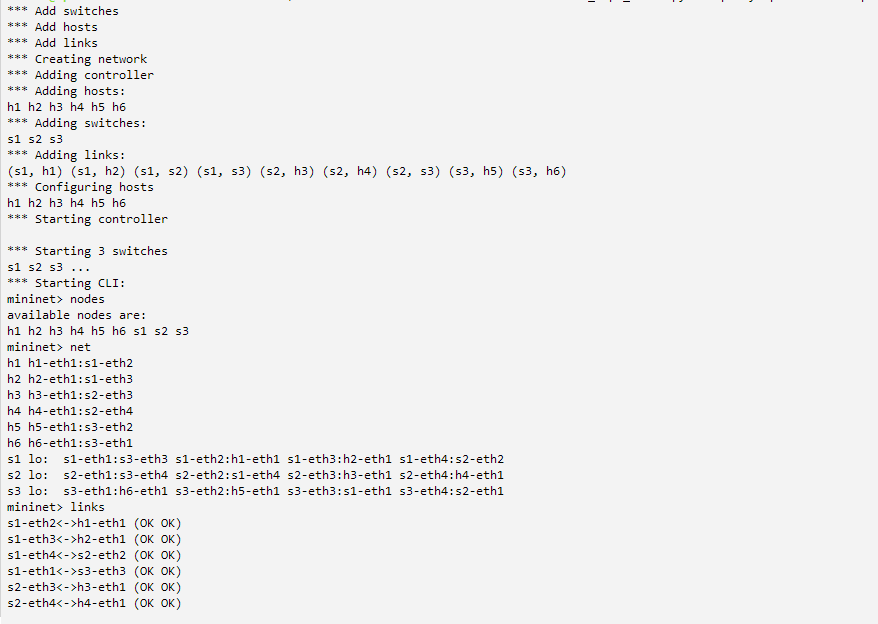 *** Add switches
*** Add hosts
*** Add links
*** Creating network
*** Adding controller
*** Adding hosts:
h1 h2 h3 h4 h5 h6
*** Adding switches:
s1 s2 s3
*** Adding links:
(s1, h1) (s1, h2) (s1, s2) (s1, s3) (s2, h3) (s2, h4) (s2, s3) (s3, h5) (s3, h6)
*** Configuring hosts
h1 h2 h3 h4 h5 h6
*** Starting controller
*** Starting 3 switches
s1 s2 s3 ...
*** Starting CLI:
mininet> nodes
available nodes are:
h1 h2 h3 h4 h5 h6 s1 s2 s3
mininet> net
h1 h1-eth1:s1-eth2
h2 h2-eth1:s1-eth3
h3 h3-eth1:s2-eth3
h4 h4-eth1:s2-eth4
h5 h5-eth1:s3-eth2
h6 h6-eth1:s3-eth1
s1 lo:  s1-eth1:s3-eth3 s1-eth2:h1-eth1 s1-eth3:h2-eth1 s1-eth4:s2-eth2
s2 lo:  s2-eth1:s3-eth4 s2-eth2:s1-eth4 s2-eth3:h3-eth1 s2-eth4:h4-eth1
s3 lo:  s3-eth1:h6-eth1 s3-eth2:h5-eth1 s3-eth3:s1-eth1 s3-eth4:s2-eth1
mininet> links
s1-eth2<->h1-eth1 (OK OK)
s1-eth3<->h2-eth1 (OK OK)
s1-eth4<->s2-eth2 (OK OK)
s1-eth1<->s3-eth3 (OK OK)
s2-eth3<->h3-eth1 (OK OK)
s2-eth4<->h4-eth1 (OK OK)